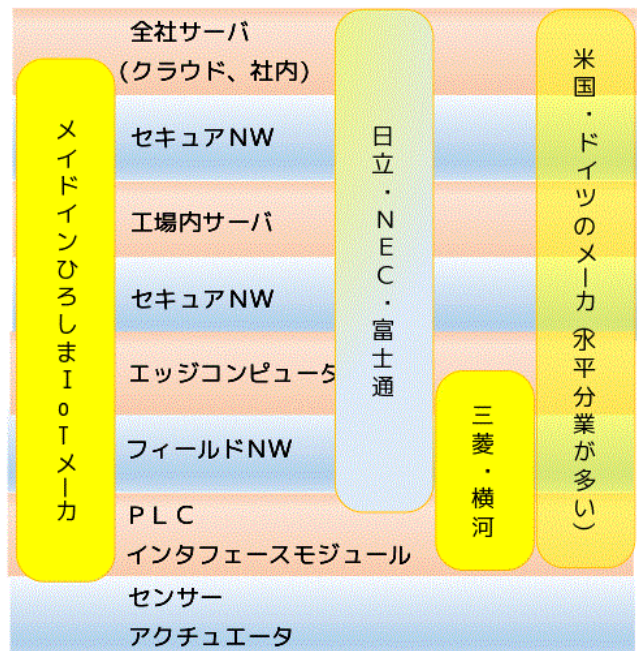 全社サーバ
(クラウド、社内)
セキュアNW
工場内サーバ
セキュアNW
エッジコンピュータ
フィールドNW
PLC
インタフェースモジュール
センサー
アクチュエータ
メイドインひろしまIoTメーカ
日立・NEC・富士通
三菱・横河
米国・ドイツのメーカ(水平分業が多い)